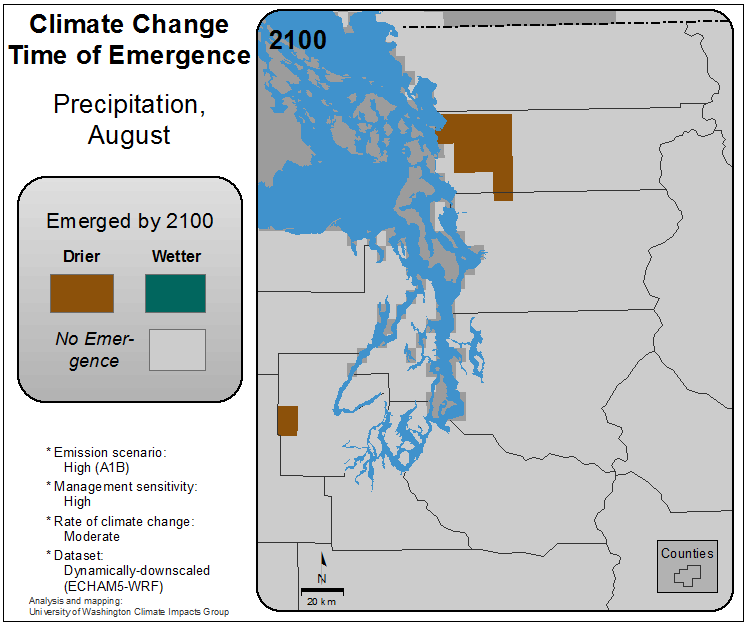 Climate Change
Time of Emergence
Precipitation,
August
Emerged by 2100
Drier Wetter
No Emer-
gence
* Emission scenario:
High (A1B)
* Management sensitivity:
High
* Rate of climate change:
Moderate
* Dataset:
Dynamically-downscaled
(ECHAM5-WRF)
Analysis and mapping:
University of Washington Climate Impacts Group
2100
N
20 km
Counties